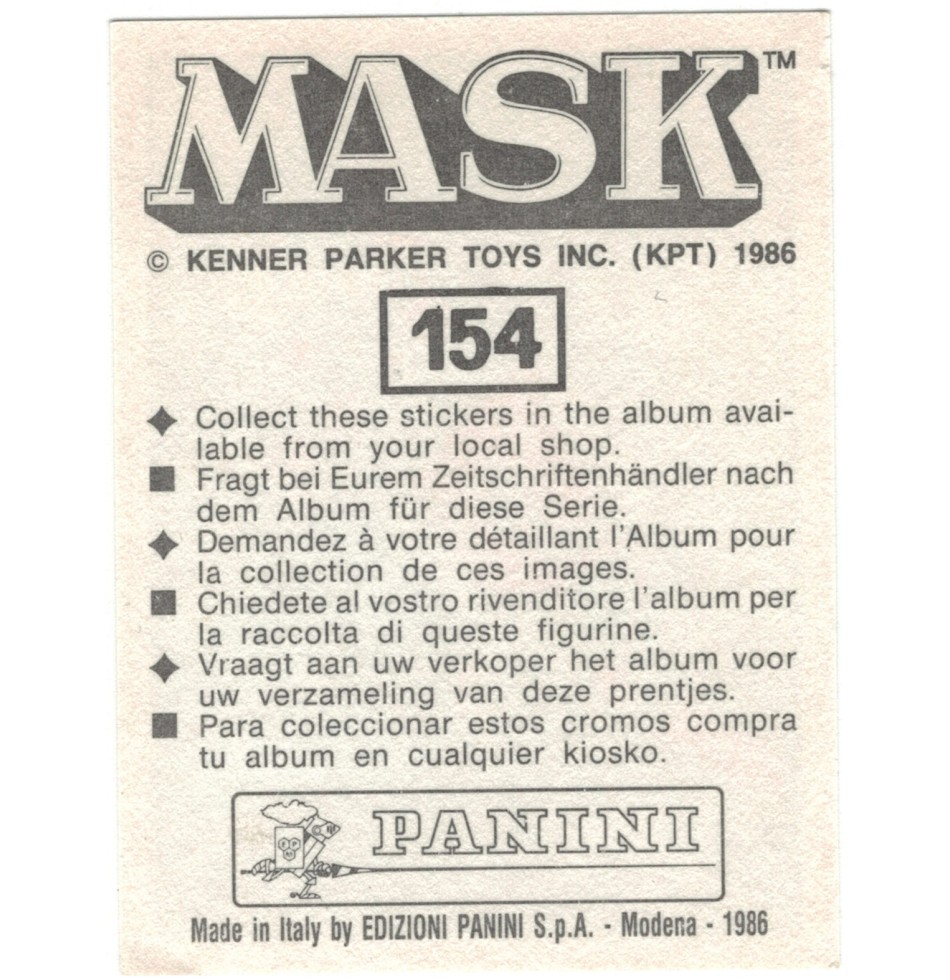 MASK™
© KENNER PARKER TOYS INC. (KPT) 1986
154
◆ Collect these stickers in the album avai-
lable from your local shop.
■ Fragt bei Eurem Zeitschriftenhändler nach
dem Album für diese Serie.
◆ Demandez à votre détaillant l'Album pour
la collection de ces images.
■ Chiedete al vostro rivenditore l'album per
la raccolta di queste figurine.
◆ Vraagt aan uw verkoper het album voor
uw verzameling van deze prentjes.
■ Para coleccionar estos cromos compra
tu album en cualquier kiosko.
PANINI
Made in Italy by EDIZIONI PANINI S.p.A. - Modena - 1986